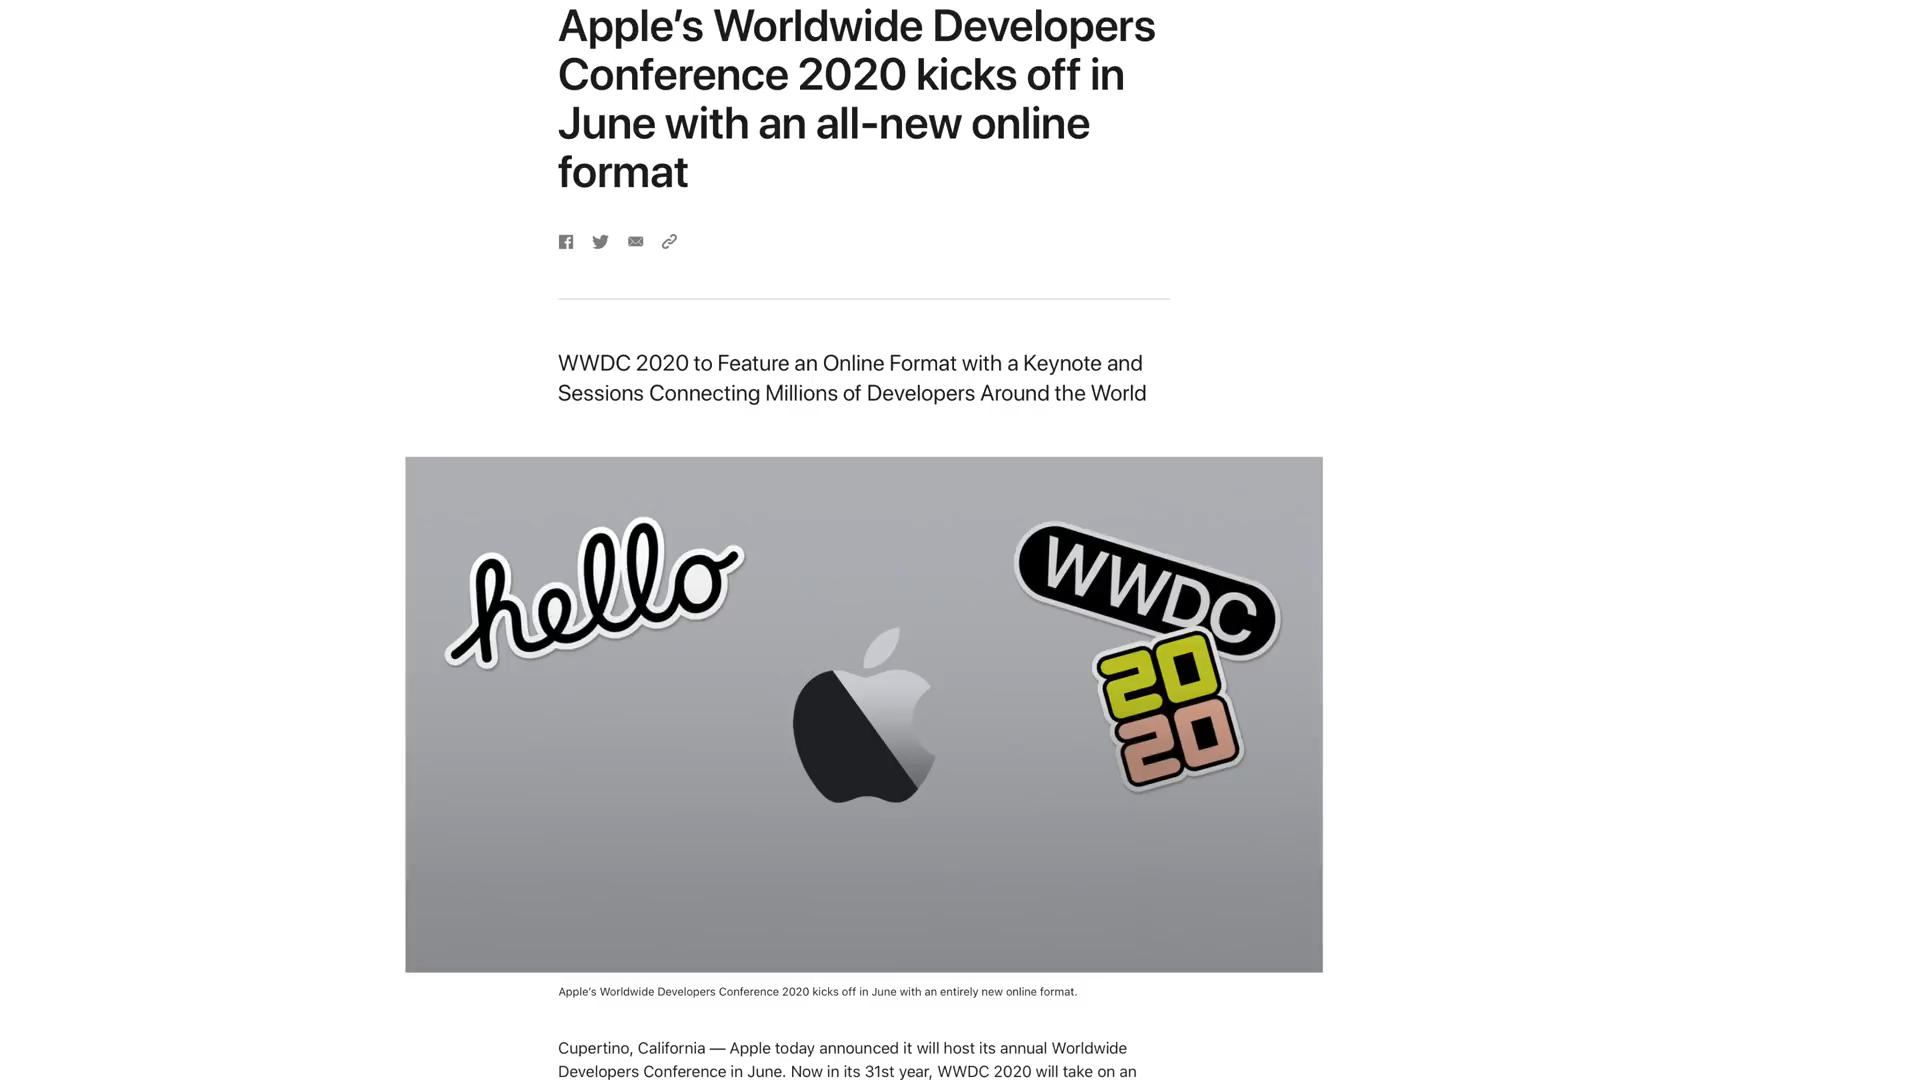 Apple’s Worldwide Developers
Conference 2020 kicks off in
June with an all-new online
format
WWDC 2020 to Feature an Online Format with a Keynote and
Sessions Connecting Millions of Developers Around the World
hello
WWDC
20
20
Apple’s Worldwide Developers Conference 2020 kicks off in June with an entirely new online format.
Cupertino, California — Apple today announced it will host its annual Worldwide
Developers Conference in June. Now in its 31st year, WWDC 2020 will take on an